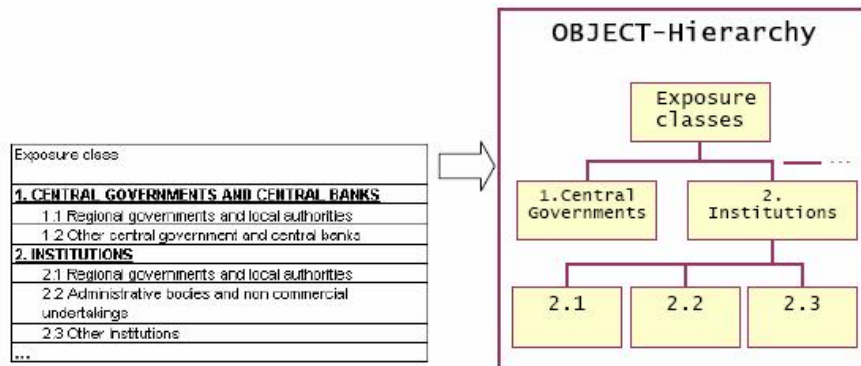 Exposure class
1. CENTRAL GOVERNMENTS AND CENTRAL BANKS
1.1 Regional governments and local authorities
1.2 Other central government and central banks
2. INSTITUTIONS
2.1 Regional governments and local authorities
2.2 Administrative bodies and non commercial
undertakings
2.3 Other Institutions
...
OBJECT-Hierarchy
Exposure
classes
...
1.Central
Governments
2.
Institutions
2.1
2.2
2.3